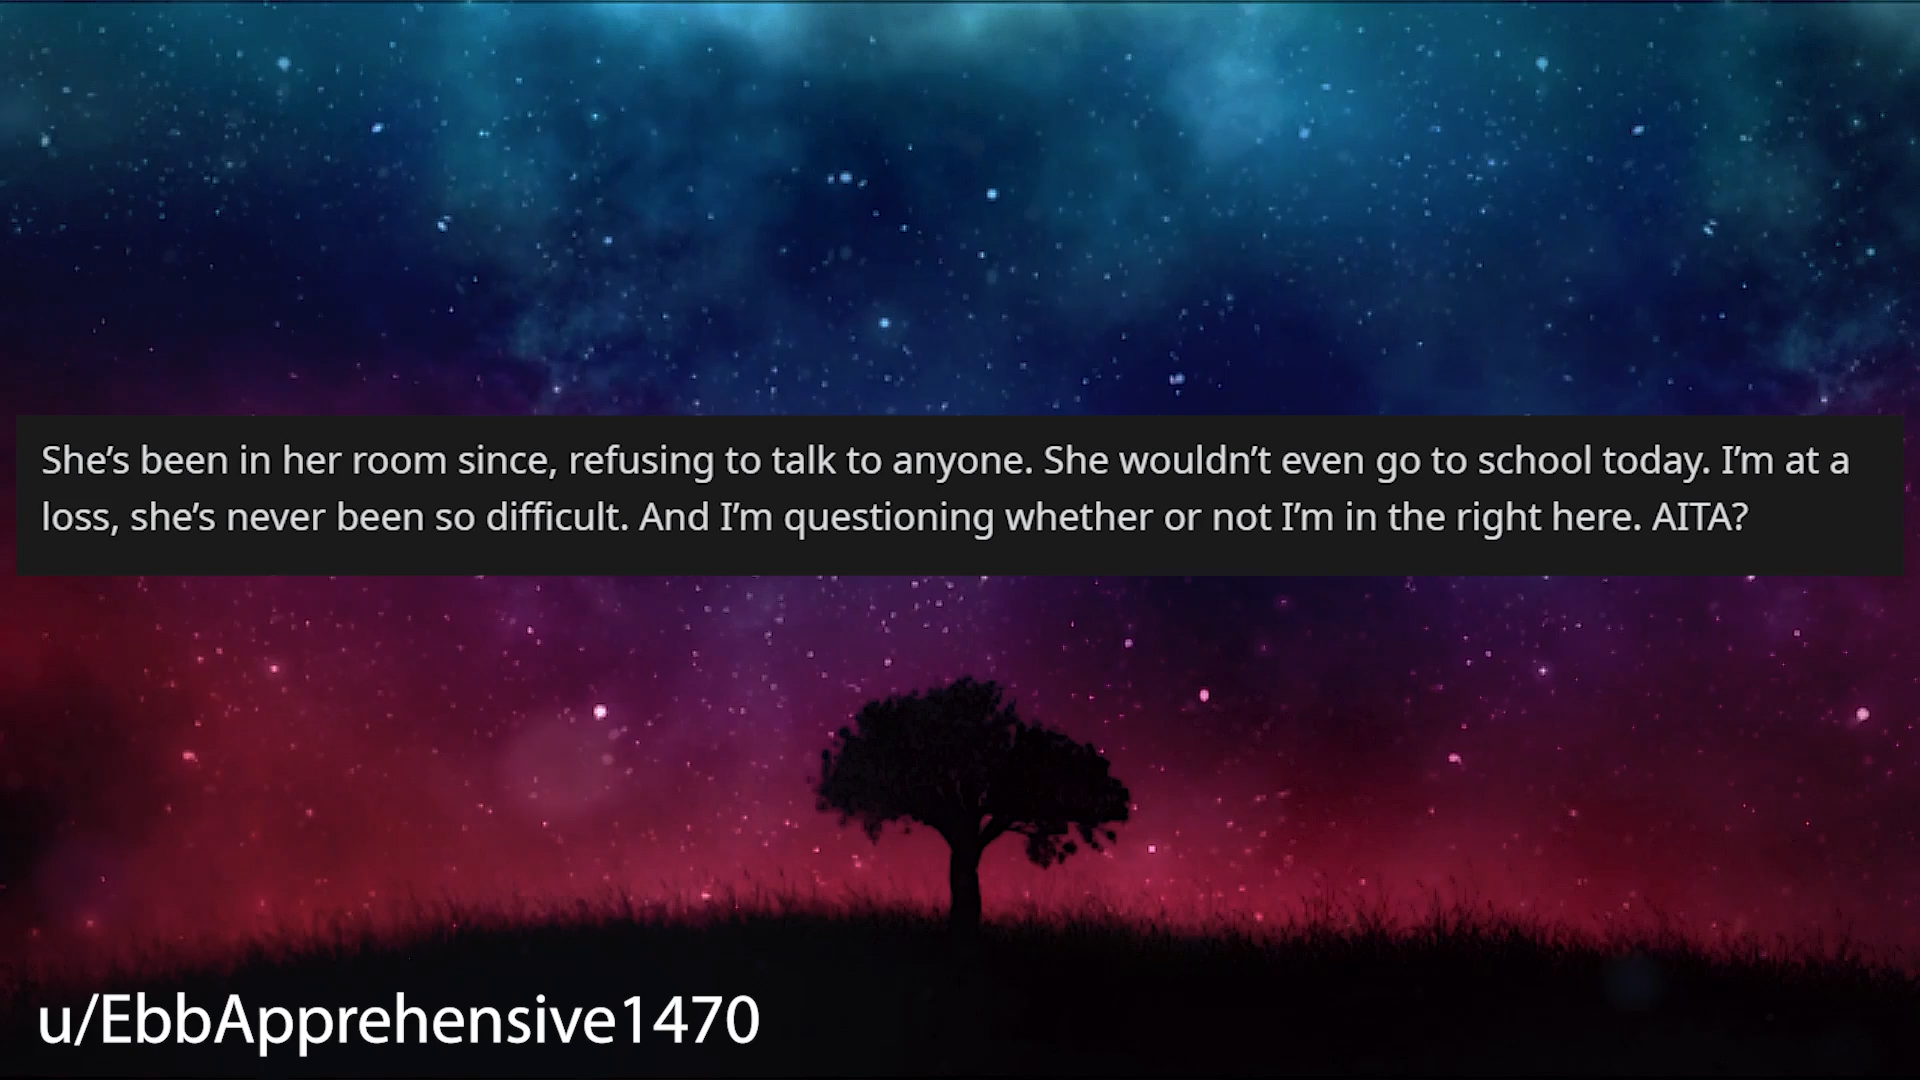 She’s been in her room since, refusing to talk to anyone. She wouldn’t even go to school today. I’m at a
loss, she’s never been so difficult. And I’m questioning whether or not I’m in the right here. AITA?
u/EbbApprehensive1470